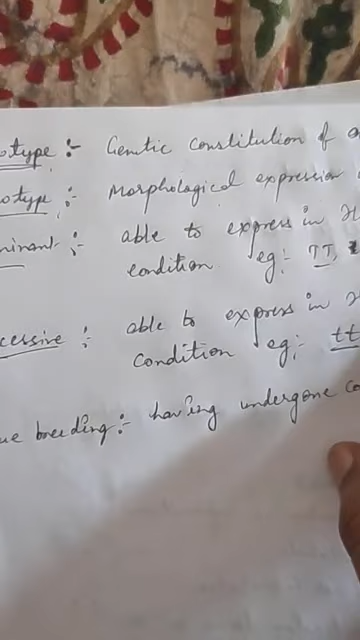 otype :- Genetic constitution of
otype :- Morphological expression
minant :- able to express in
condition eg:- TT,
cessive :- able to express in
condition eg:- tt
ue breeding :- having undergone